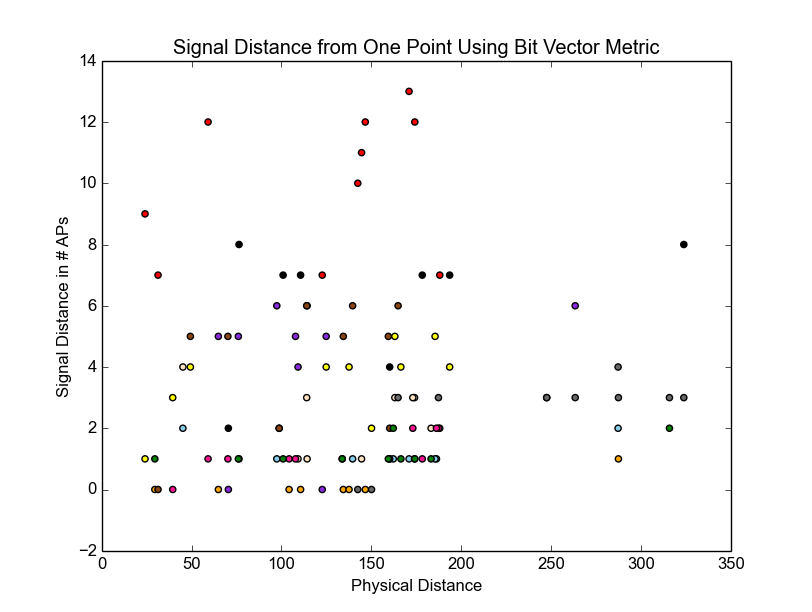 Signal Distance from One Point Using Bit Vector Metric
14
12
10
8
6
4
2
0
−2
Signal Distance in # APs
0 50 100 150 200 250 300 350
Physical Distance